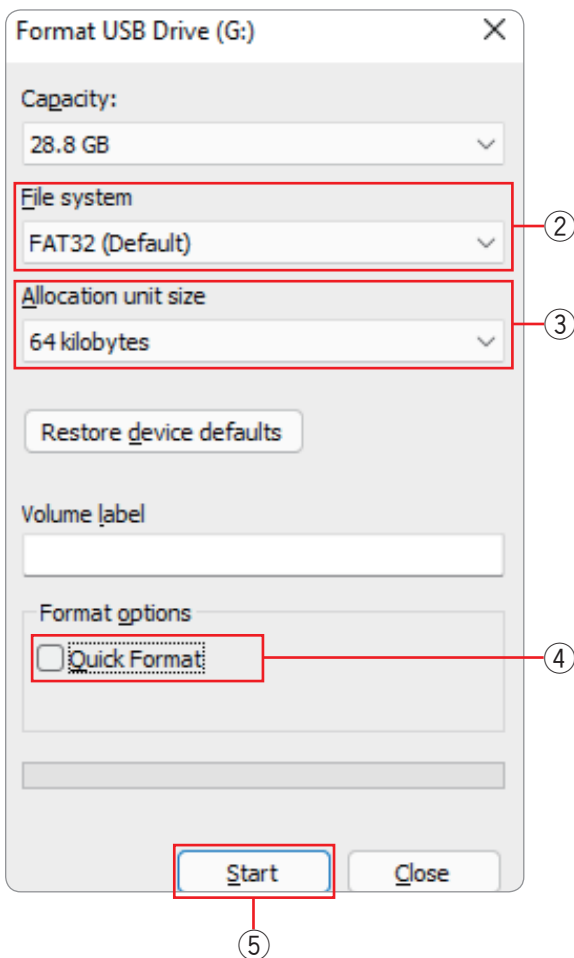 Format USB Drive (G:)
Capacity:
28.8 GB
File system
FAT32 (Default)
②
Allocation unit size
64 kilobytes
③
Restore device defaults
Volume label
Format options
Quick Format
④
Start
Close
⑤